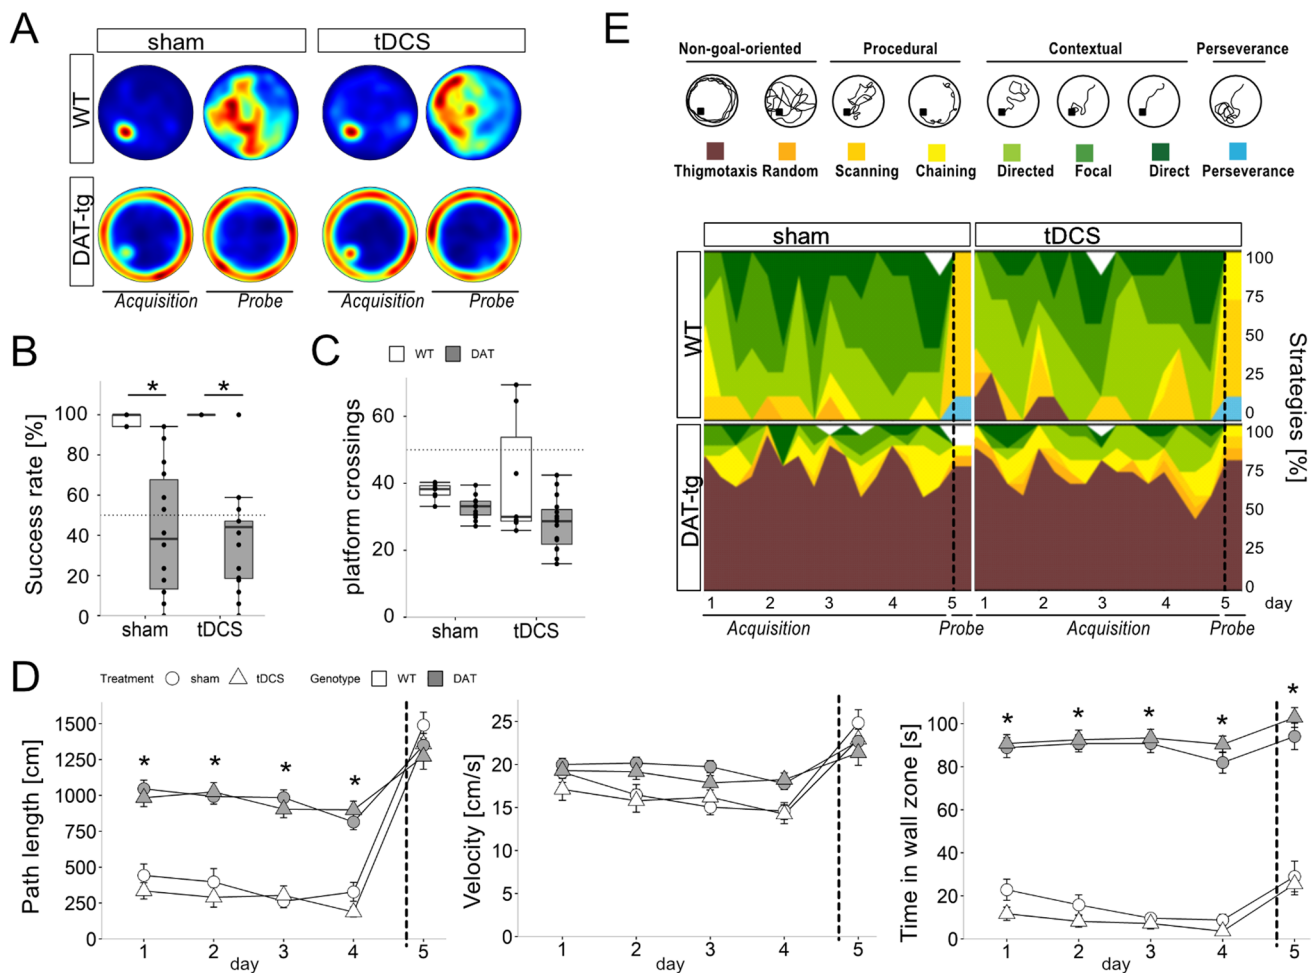 A
sham
tDCS
WT
DAT-tg
Acquisition
Probe
Acquisition
Probe
B
Success rate [%]
100
80
60
40
20
0
*
*
sham
tDCS
C
WT
DAT
platform crossings
60
40
20
0
sham
tDCS
E
Non-goal-oriented
Procedural
Contextual
Perseverance
Thigmotaxis
Random
Scanning
Chaining
Directed
Focal
Direct
Perseverance
sham
tDCS
WT
DAT-tg
100
75
50
25
0
100
75
50
25
0
Strategies [%]
1 2 3 4 5
1 2 3 4 5
day
Acquisition
Probe
Acquisition
Probe
D
Treatment
sham
tDCS
Genotype
WT
DAT
Path length [cm]
1500
1250
1000
750
500
250
0
* * * *
1 2 3 4 5
day
Velocity [cm/s]
25
20
15
10
5
0
1 2 3 4 5
day
Time in wall zone [s]
100
80
60
40
20
0
* * * * *
1 2 3 4 5
day